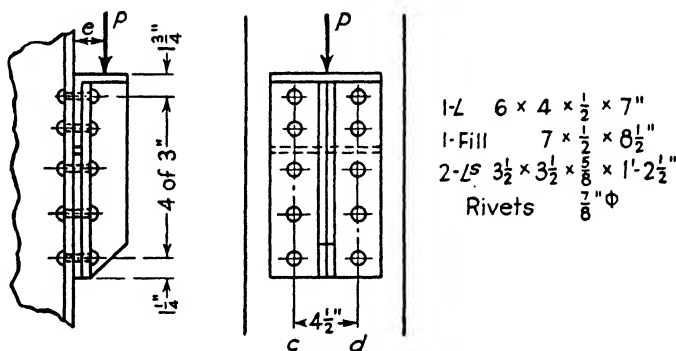 e
P
1 3/4"
4 of 3"
1 1/4"
P
4 1/2"
c d
1-L 6 × 4 × 1/2 × 7"
1-Fill 7 × 1/2 × 8 1/2"
2-Ls 3 1/2 × 3 1/2 × 5/8 × 1'-2 1/2"
Rivets 7/8" Φ